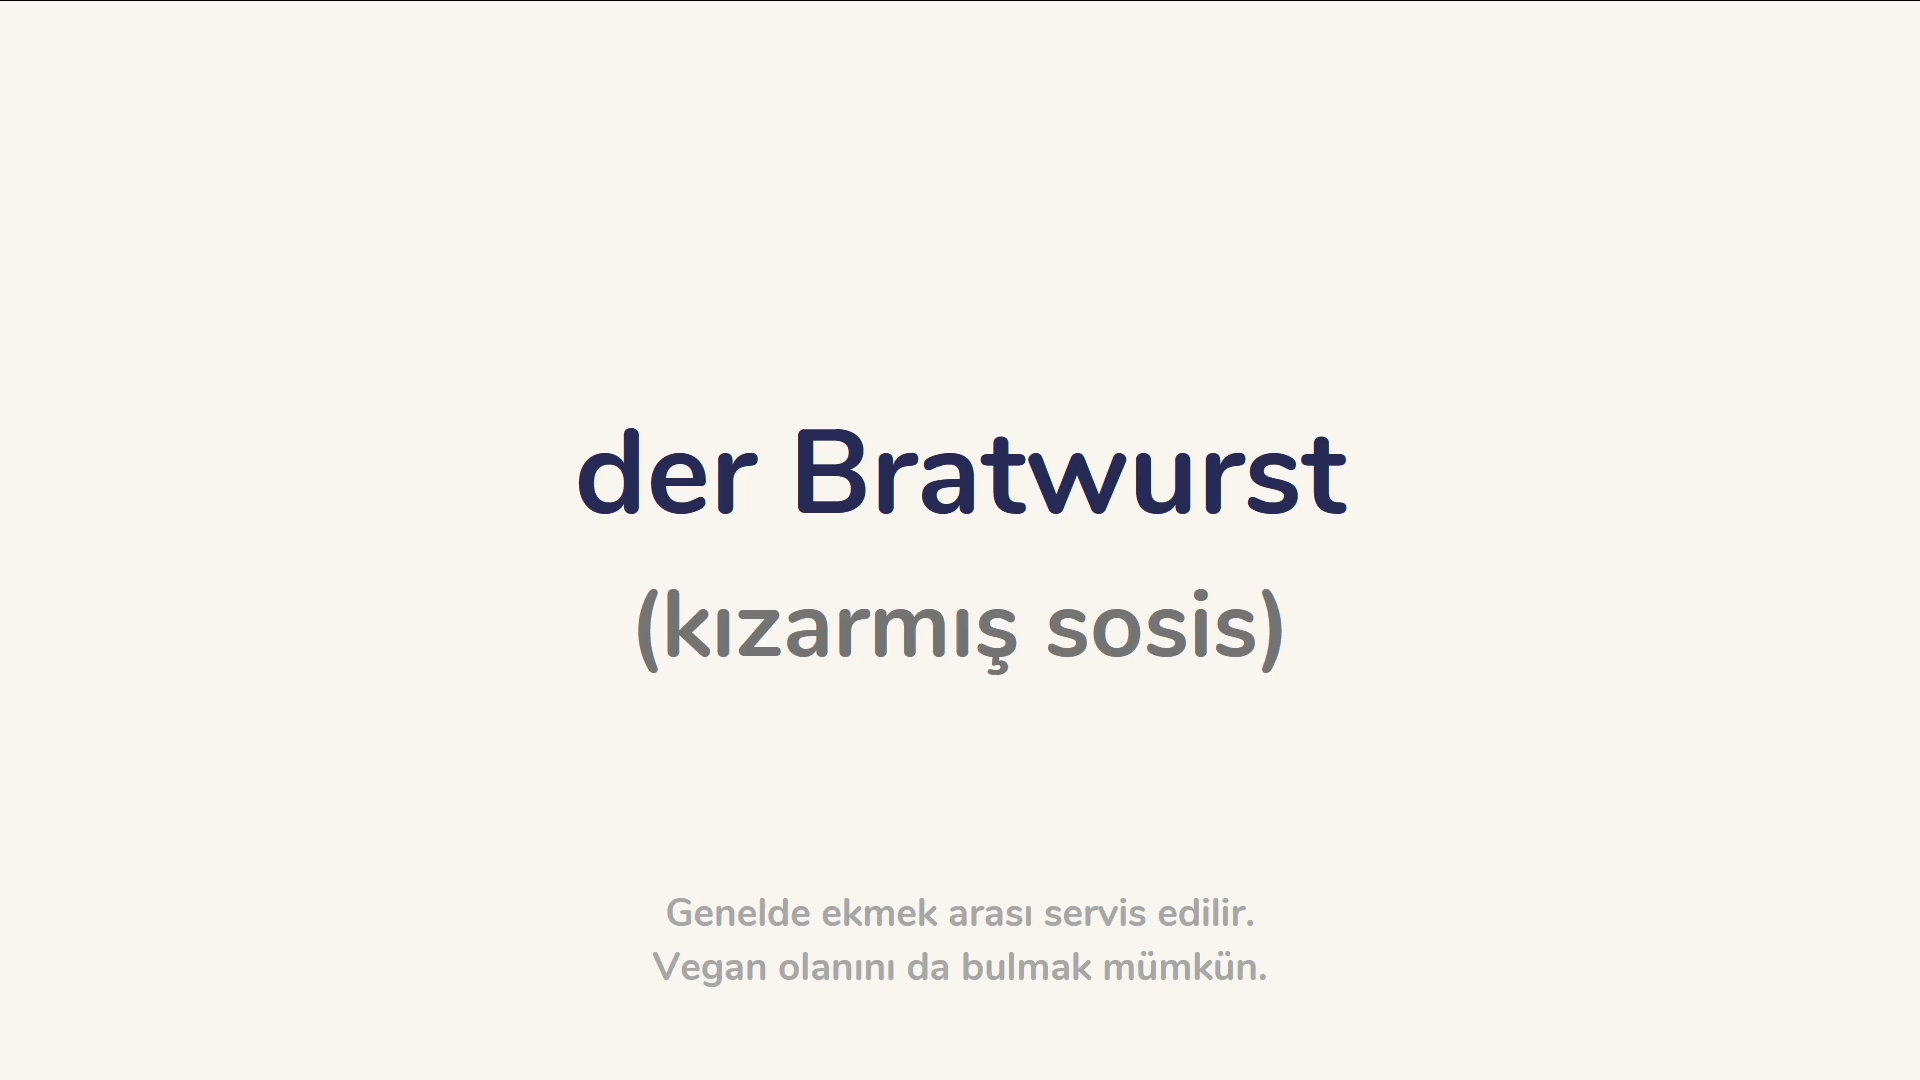 der Bratwurst
(kızarmış sosis)
Genelde ekmek arası servis edilir.
Vegan olanını da bulmak mümkün.